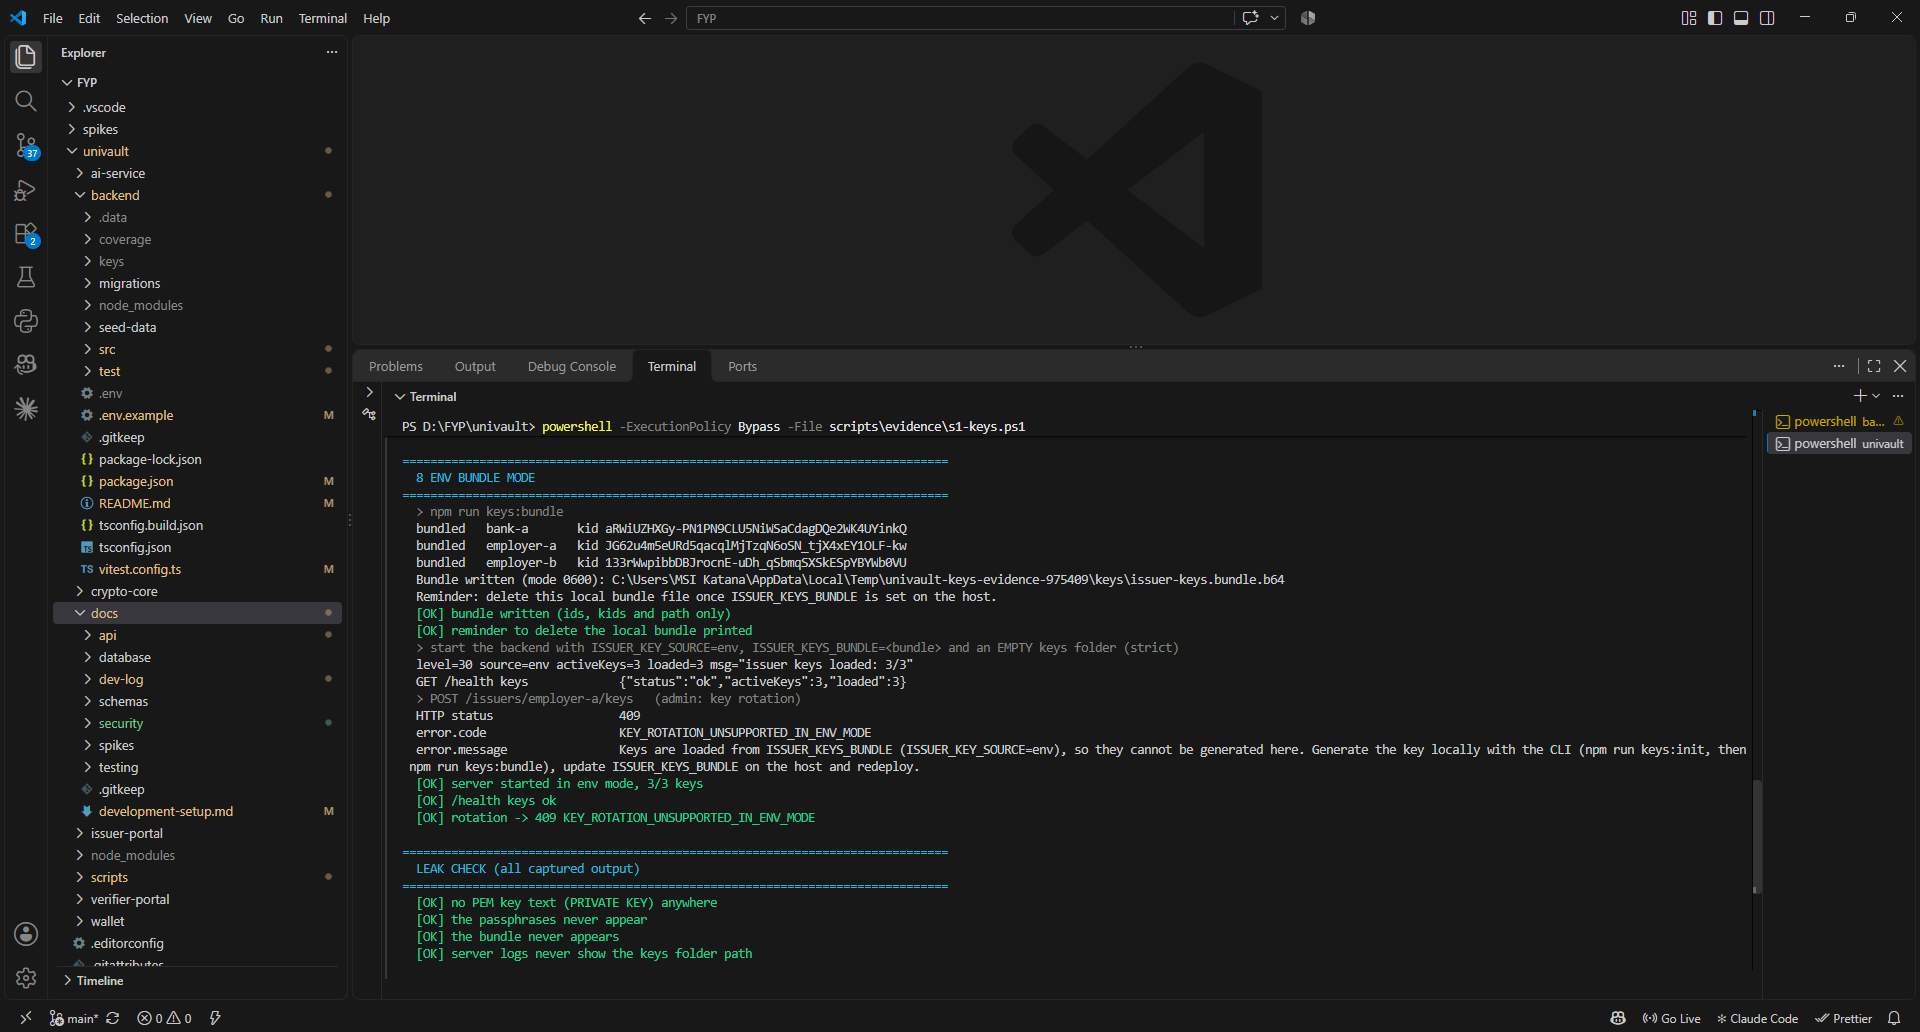 File Edit Selection View Go Run Terminal Help
FYP
Explorer
FYP
.vscode
spikes
univault
ai-service
backend
.data
coverage
keys
migrations
node_modules
seed-data
src
test
.env
.env.example M
.gitkeep
package-lock.json
package.json M
README.md M
tsconfig.build.json
tsconfig.json
vitest.config.ts M
crypto-core
docs
api
database
dev-log
schemas
security
spikes
testing
.gitkeep
development-setup.md M
issuer-portal
node_modules
scripts
verifier-portal
wallet
.editorconfig
.gitattributes
Timeline
37
2
Problems Output Debug Console Terminal Ports
Terminal
powershell ba...
powershell univault
PS D:\FYP\univault> powershell -ExecutionPolicy Bypass -File scripts\evidence\s1-keys.ps1
==============================================================================
8 ENV BUNDLE MODE
==============================================================================
> npm run keys:bundle
bundled bank-a kid aRWiUZHXGy-PN1PN9CLU5NiWSaCdagDQe2WK4UYinkQ
bundled employer-a kid JG62u4m5eURd5qacqlMjTzqN6oSN_tjX4xEY1OLF-kw
bundled employer-b kid 133rWwpibbDBJrocnE-uDh_qSbmqSXSkESpYBYWb0VU
Bundle written (mode 0600): C:\Users\MSI Katana\AppData\Local\Temp\univault-keys-evidence-975409\keys\issuer-keys.bundle.b64
Reminder: delete this local bundle file once ISSUER_KEYS_BUNDLE is set on the host.
[OK] bundle written (ids, kids and path only)
[OK] reminder to delete the local bundle printed
> start the backend with ISSUER_KEY_SOURCE=env, ISSUER_KEYS_BUNDLE=<bundle> and an EMPTY keys folder (strict)
level=30 source=env activeKeys=3 loaded=3 msg="issuer keys loaded: 3/3"
GET /health keys {"status":"ok","activeKeys":3,"loaded":3}
> POST /issuers/employer-a/keys (admin: key rotation)
HTTP status 409
error.code KEY_ROTATION_UNSUPPORTED_IN_ENV_MODE
error.message Keys are loaded from ISSUER_KEYS_BUNDLE (ISSUER_KEY_SOURCE=env), so they cannot be generated here. Generate the key locally with the CLI (npm run keys:init, then
npm run keys:bundle), update ISSUER_KEYS_BUNDLE on the host and redeploy.
[OK] server started in env mode, 3/3 keys
[OK] /health keys ok
[OK] rotation -> 409 KEY_ROTATION_UNSUPPORTED_IN_ENV_MODE
==============================================================================
LEAK CHECK (all captured output)
==============================================================================
[OK] no PEM key text (PRIVATE KEY) anywhere
[OK] the passphrases never appear
[OK] the bundle never appears
[OK] server logs never show the keys folder path
main* 0 0
Go Live Claude Code Prettier